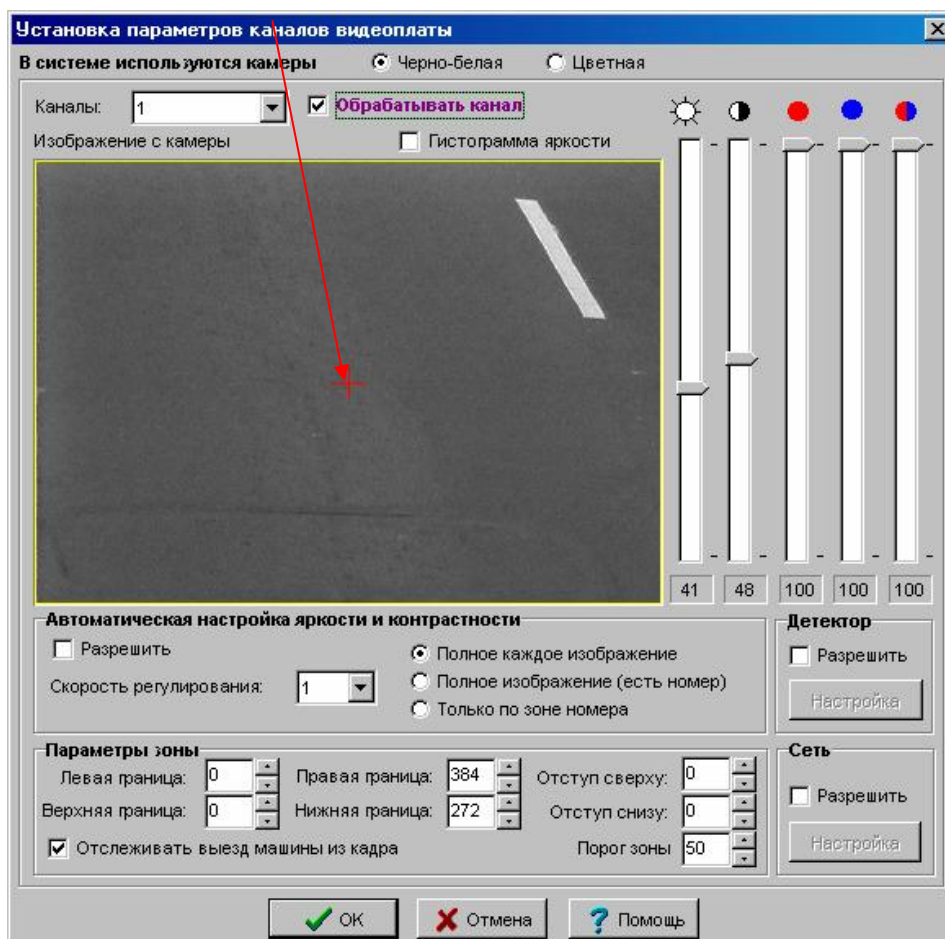 Установка параметров каналов видеоплаты
В системе используются камеры Черно-белая Цветная
Каналы: 1 Обрабатывать канал
Изображение с камеры Гистограмма яркости
41 48 100 100 100
Автоматическая настройка яркости и контрастности
Разрешить
Скорость регулирования: 1
Полное каждое изображение
Полное изображение (есть номер)
Только по зоне номера
Детектор
Разрешить
Настройка
Параметры зоны
Левая граница: 0 Правая граница: 384 Отступ сверху: 0
Верхняя граница: 0 Нижняя граница: 272 Отступ снизу: 0
Отслеживать выезд машины из кадра Порог зоны 50
Сеть
Разрешить
Настройка
OK Отмена Помощь